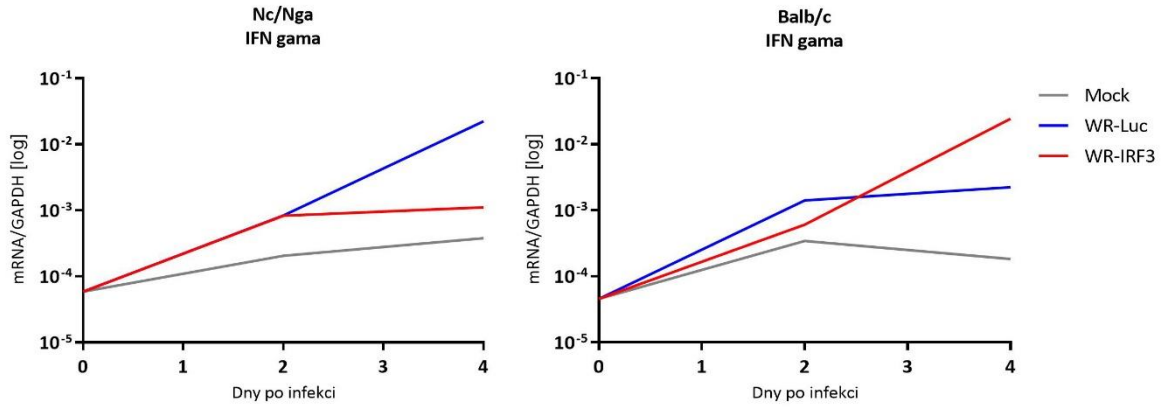 Nc/Nga
IFN gama
mRNA/GAPDH [log]
10-1
10-2
10-3
10-4
10-5
0 1 2 3 4
Dny po infekci
Balb/c
IFN gama
mRNA/GAPDH [log]
10-1
10-2
10-3
10-4
10-5
0 1 2 3 4
Dny po infekci
Mock
WR-Luc
WR-IRF3